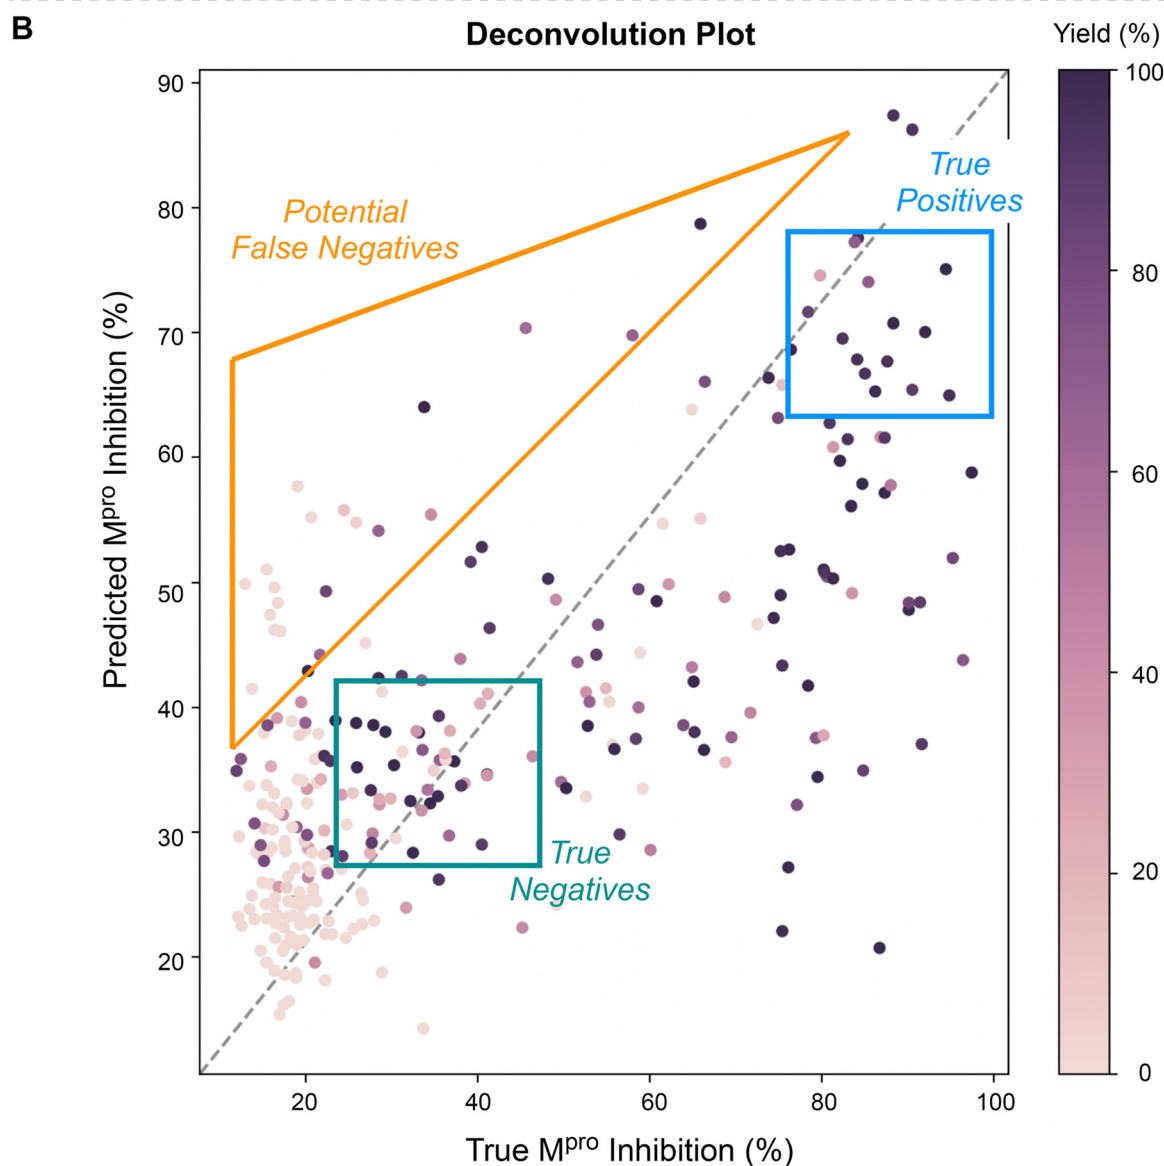 B
Deconvolution Plot
Yield (%)
Potential
False Negatives
True
Positives
True
Negatives
Predicted Mᵖʳᵒ Inhibition (%)
90
80
70
60
50
40
30
20
20
40
60
80
100
True Mᵖʳᵒ Inhibition (%)
100
80
60
40
20
0